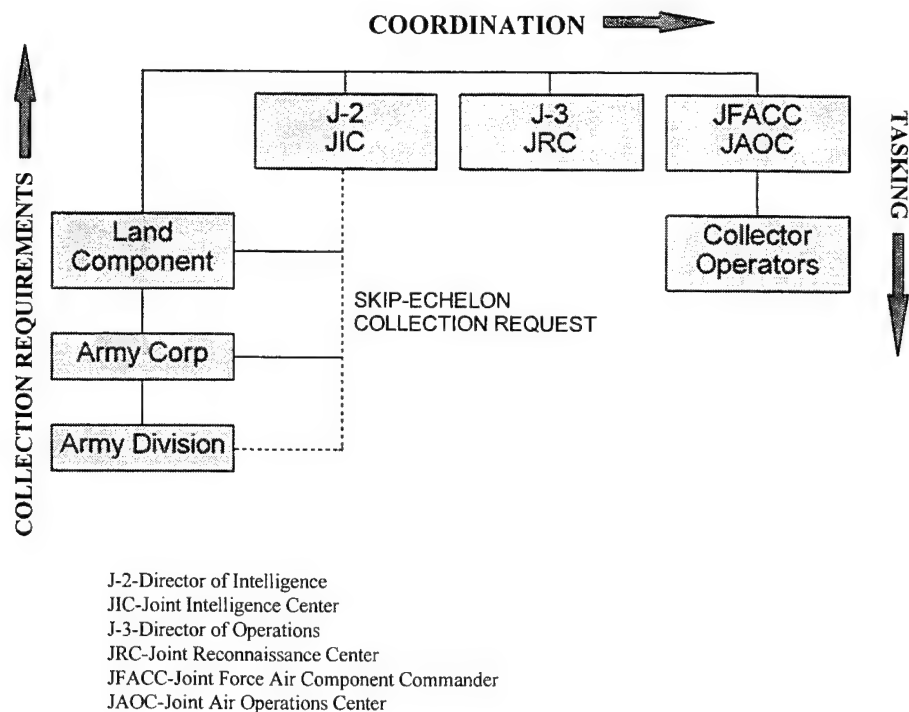 COORDINATION
J-2
JIC
J-3
JRC
JFACC
JAOC
TASKING
COLLECTION REQUIREMENTS
Land
Component
Collector
Operators
SKIP-ECHELON
COLLECTION REQUEST
Army Corp
Army Division
J-2-Director of Intelligence
JIC-Joint Intelligence Center
J-3-Director of Operations
JRC-Joint Reconnaissance Center
JFACC-Joint Force Air Component Commander
JAOC-Joint Air Operations Center